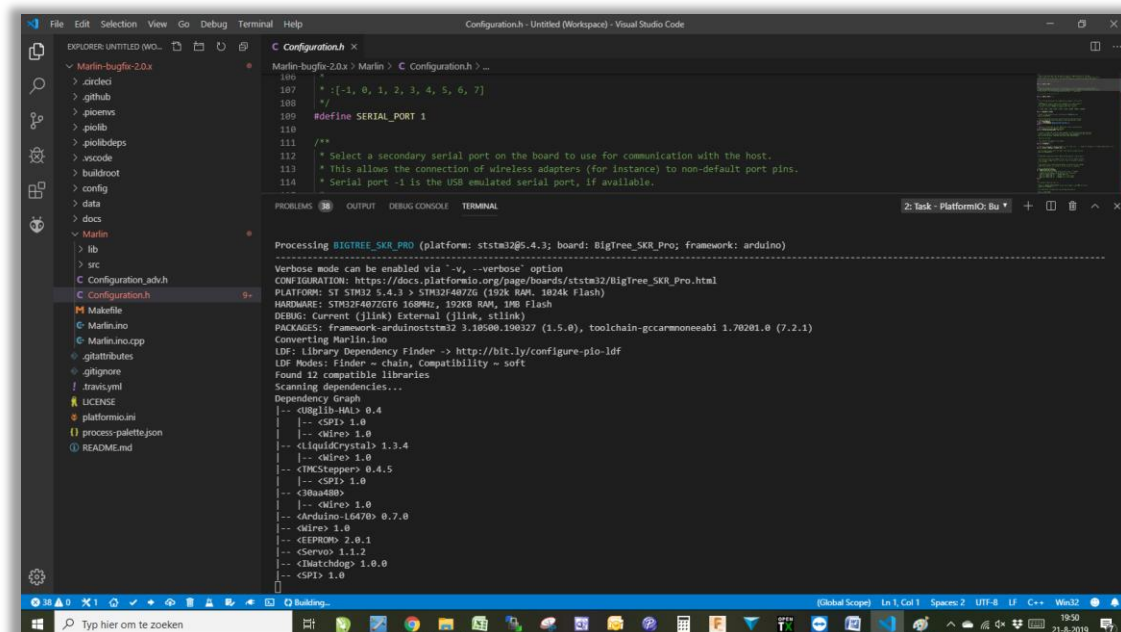 File Edit Selection View Go Debug Terminal Help
Configuration.h - Untitled (Workspace) - Visual Studio Code
EXPLORER: UNTITLED (WO...
Marlin-bugfix-2.0.x
.circleci
.github
.pioenvs
.piolib
.piolibdeps
.vscode
buildroot
config
data
docs
Marlin
lib
src
Configuration_adv.h
Configuration.h 9+
Makefile
Marlin.ino
Marlin.ino.cpp
.gitattributes
.gitignore
.travis.yml
LICENSE
platformio.ini
process-palette.json
README.md
Configuration.h
Marlin-bugfix-2.0.x > Marlin > C Configuration.h > ...
106 *
107 * :[-1, 0, 1, 2, 3, 4, 5, 6, 7]
108 */
109 #define SERIAL_PORT 1
110
111 /**
112 * Select a secondary serial port on the board to use for communication with the host.
113 * This allows the connection of wireless adapters (for instance) to non-default port pins.
114 * Serial port -1 is the USB emulated serial port, if available.
PROBLEMS 38 OUTPUT DEBUG CONSOLE TERMINAL 2: Task - PlatformIO: Bu
Processing BIGTREE_SKR_PRO (platform: ststm32@5.4.3; board: BigTree_SKR_Pro; framework: arduino)
Verbose mode can be enabled via `-v, --verbose` option
CONFIGURATION: https://docs.platformio.org/page/boards/ststm32/BigTree_SKR_Pro.html
PLATFORM: ST STM32 5.4.3 > STM32F407ZG (192k RAM. 1024k Flash)
HARDWARE: STM32F407ZGT6 168MHz, 192KB RAM, 1MB Flash
DEBUG: Current (jlink) External (jlink, stlink)
PACKAGES: framework-arduinoststm32 3.10500.190327 (1.5.0), toolchain-gccarmnoneeabi 1.70201.0 (7.2.1)
Converting Marlin.ino
LDF: Library Dependency Finder -> http://bit.ly/configure-pio-ldf
LDF Modes: Finder ~ chain, Compatibility ~ soft
Found 12 compatible libraries
Scanning dependencies...
Dependency Graph
|-- <U8glib-HAL> 0.4
| |-- <SPI> 1.0
| |-- <Wire> 1.0
|-- <LiquidCrystal> 1.3.4
| |-- <Wire> 1.0
|-- <TMCStepper> 0.4.5
| |-- <SPI> 1.0
|-- <30aa480>
| |-- <Wire> 1.0
|-- <Arduino-L6470> 0.7.0
|-- <Wire> 1.0
|-- <EEPROM> 2.0.1
|-- <Servo> 1.1.2
|-- <IWatchdog> 1.0.0
|-- <SPI> 1.0
38 0 1 Building... (Global Scope) Ln 1, Col 1 Spaces: 2 UTF-8 LF C++ Win32
Typ hier om te zoeken
19:50
21-8-2019